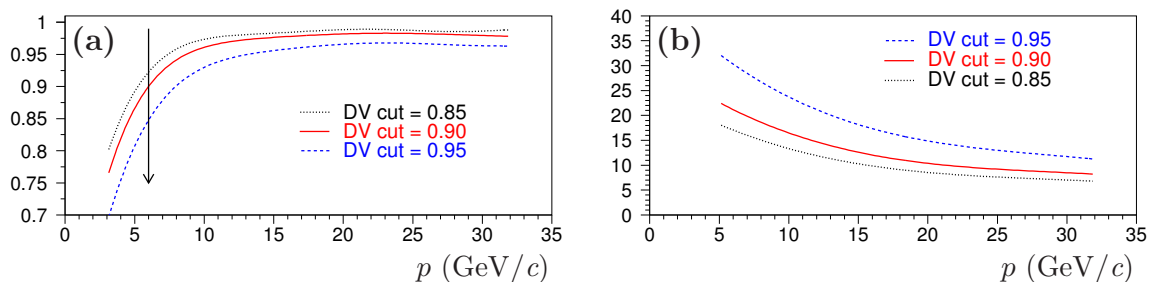 (a)
1
0.95
0.9
0.85
0.8
0.75
0.7
DV cut = 0.85
DV cut = 0.90
DV cut = 0.95
0 5 10 15 20 25 30 35
p (GeV/c)
(b)
40
35
30
25
20
15
10
5
0
DV cut = 0.95
DV cut = 0.90
DV cut = 0.85
0 5 10 15 20 25 30 35
p (GeV/c)